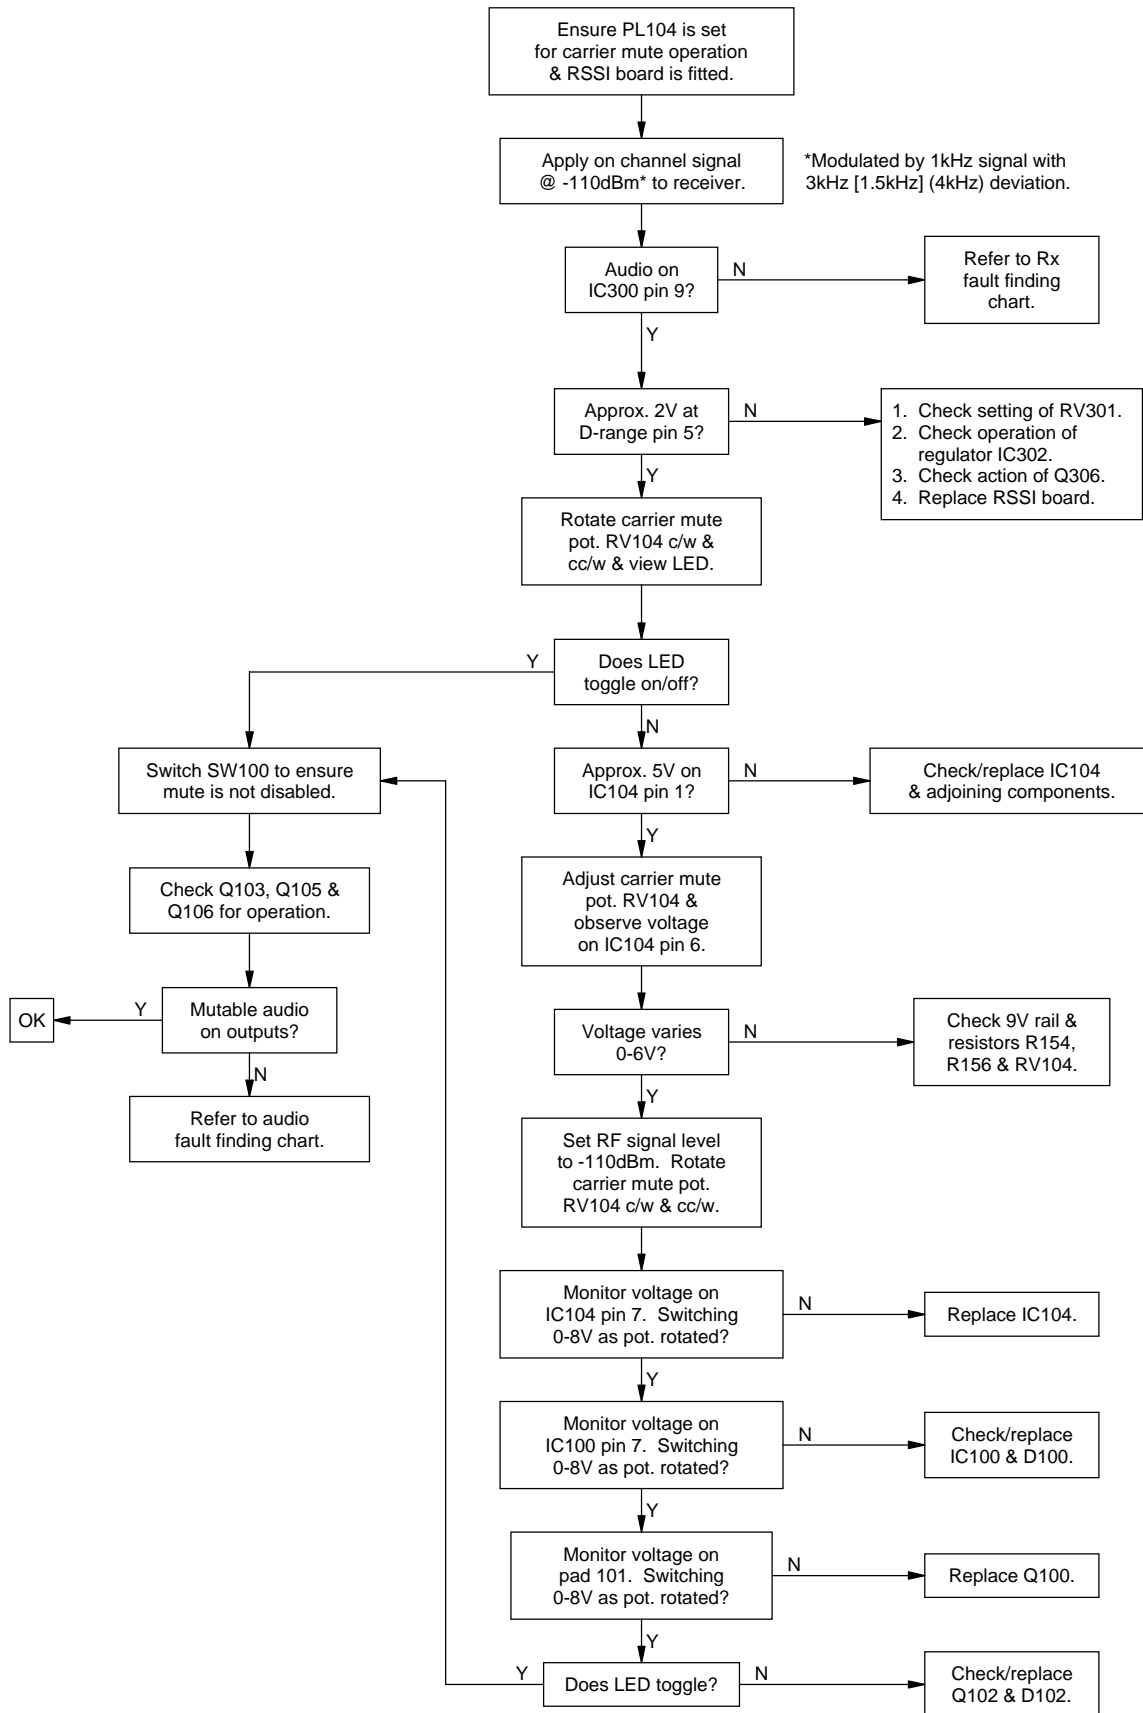 Ensure PL104 is set
for carrier mute operation
& RSSI board is fitted.
Apply on channel signal
@ -110dBm* to receiver.
*Modulated by 1kHz signal with
3kHz [1.5kHz] (4kHz) deviation.
Audio on
IC300 pin 9?
N
Refer to Rx
fault finding
chart.
Y
Approx. 2V at
D-range pin 5?
N
1. Check setting of RV301.
2. Check operation of
regulator IC302.
3. Check action of Q306.
4. Replace RSSI board.
Y
Rotate carrier mute
pot. RV104 c/w &
cc/w & view LED.
Does LED
toggle on/off?
Y
N
Switch SW100 to ensure
mute is not disabled.
Approx. 5V on
IC104 pin 1?
N
Check/replace IC104
& adjoining components.
Y
Check Q103, Q105 &
Q106 for operation.
Adjust carrier mute
pot. RV104 &
observe voltage
on IC104 pin 6.
Mutable audio
on outputs?
Y
OK
N
Refer to audio
fault finding chart.
Voltage varies
0-6V?
N
Check 9V rail &
resistors R154,
R156 & RV104.
Y
Set RF signal level
to -110dBm. Rotate
carrier mute pot.
RV104 c/w & cc/w.
Monitor voltage on
IC104 pin 7. Switching
0-8V as pot. rotated?
N
Replace IC104.
Y
Monitor voltage on
IC100 pin 7. Switching
0-8V as pot. rotated?
N
Check/replace
IC100 & D100.
Y
Monitor voltage on
pad 101. Switching
0-8V as pot. rotated?
N
Replace Q100.
Y
Does LED toggle?
Y
N
Check/replace
Q102 & D102.